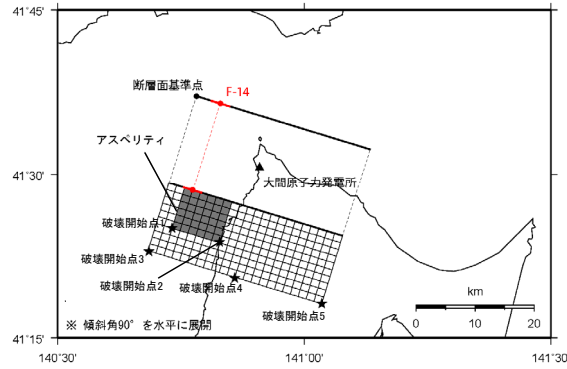 41°45'
断層面基準点
F-14
アスペリティ
41°30'
大間原子力発電所
破壊開始点1
破壊開始点3
破壊開始点2
破壊開始点4
破壊開始点5
km
0 10 20
※ 傾斜角90°を水平に展開
41°15'
140°30' 141°00' 141°30'